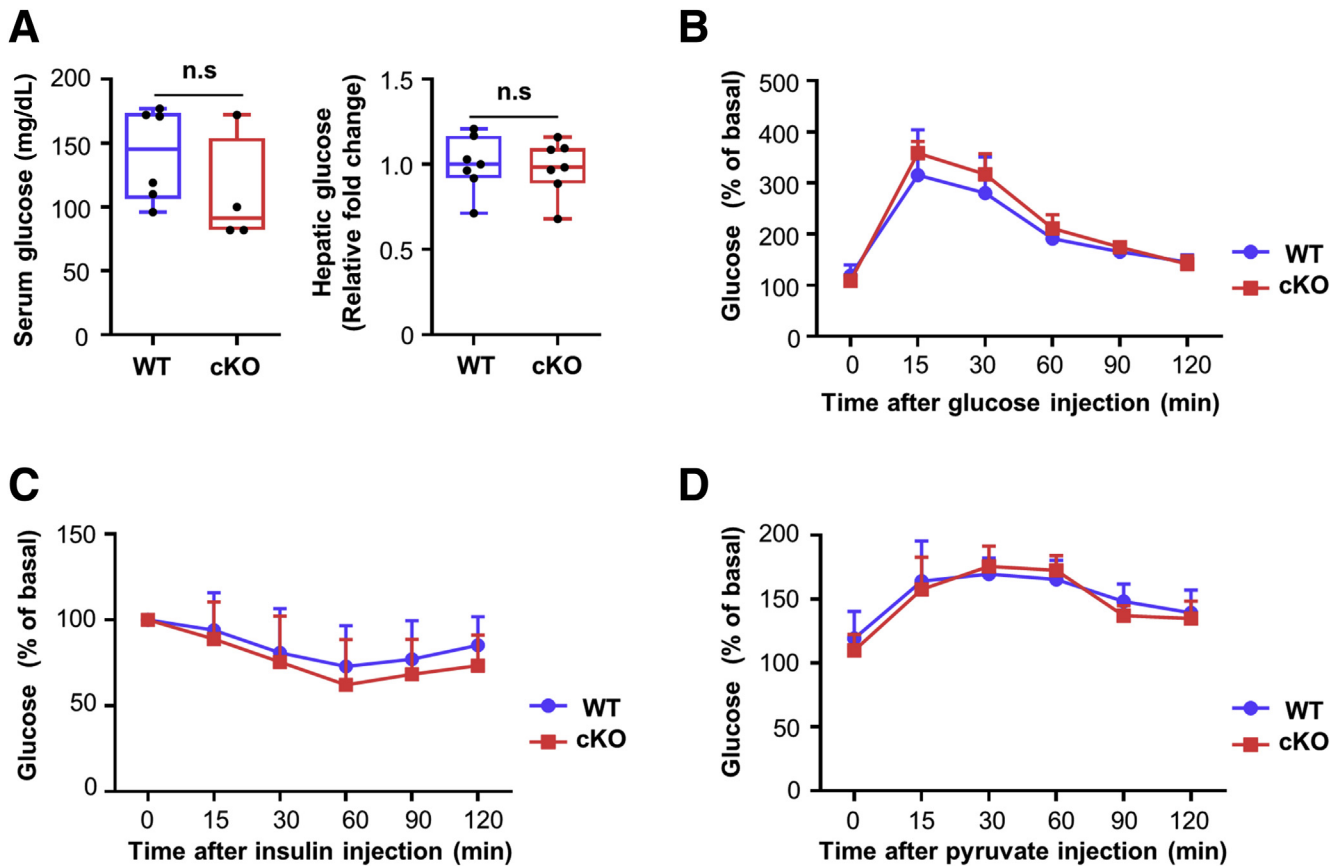 A
Serum glucose (mg/dL)
200
150
100
50
0
n.s
WT
cKO
Hepatic glucose
(Relative fold change)
1.5
1.0
0.5
0
n.s
WT
cKO
B
Glucose (% of basal)
500
400
300
200
100
0
0 15 30 60 90 120
Time after glucose injection (min)
WT
cKO
C
Glucose (% of basal)
150
100
50
0
0 15 30 60 90 120
Time after insulin injection (min)
WT
cKO
D
Glucose (% of basal)
200
150
100
50
0
0 15 30 60 90 120
Time after pyruvate injection (min)
WT
cKO